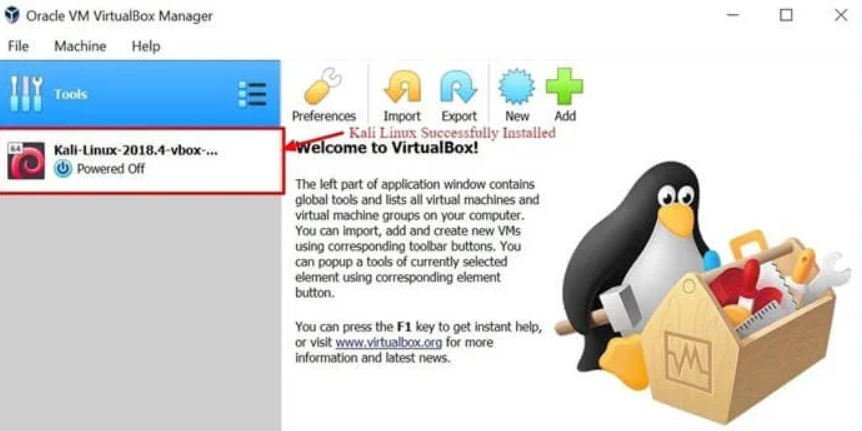 Oracle VM VirtualBox Manager
File Machine Help
Tools
Preferences Import Export New Add
Kali Linux Successfully Installed
64
Kali-Linux-2018.4-vbox-...
Powered Off
Welcome to VirtualBox!
The left part of application window contains
global tools and lists all virtual machines and
virtual machine groups on your computer.
You can import, add and create new VMs
using corresponding toolbar buttons. You
can popup a tools of currently selected
element using corresponding element
button.
You can press the F1 key to get instant help,
or visit www.virtualbox.org for more
information and latest news.